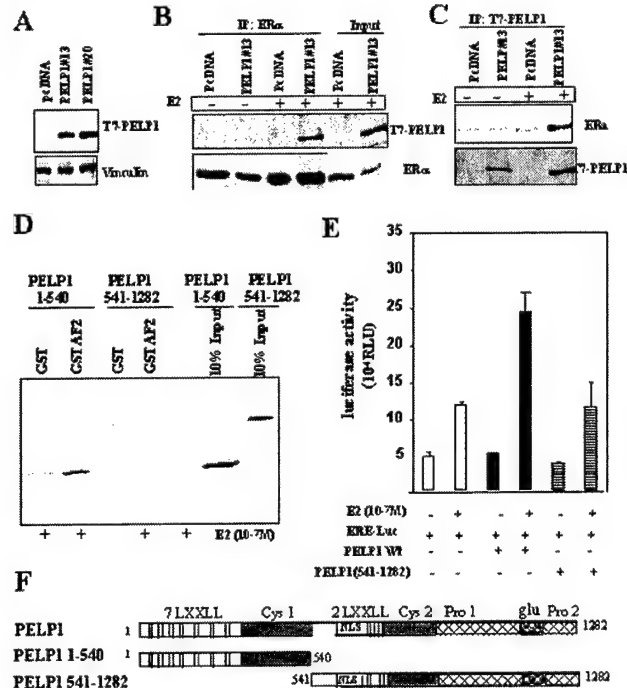 A
PcDNA
PELP1#13
PELP1#20
T7-PELP1
Vinculin
B
IP: ERα
Input
PcDNA
PELP1#13
PcDNA
PELP1#13
PcDNA
PELP1#13
E2 - - + + + +
T7-PELP1
ERα
C
IP: T7-PELP1
PcDNA
PELP#13
PcDNA
PELP1#13
E2 - - + +
ERα
T7-PELP1
D
PELP1 1-540
PELP1 541-1282
PELP1 1-540
PELP1 541-1282
GST
GST AF2
GST
GST AF2
10% Input
10% Input
+ + + + E2 (10-7M)
E
luciferase activity
(10⁴ RLU)
35
30
25
20
15
10
5
E2 (10-7M) - + - + - +
ERE-Luc + + + + + +
PELP1 Wt - - + + - -
PELP1(541-1282) - - - - + +
F
7 LXXLL Cys 1 2 LXXLL Cys 2 Pro 1 glu Pro 2
PELP1 1 NLS 1282
PELP1 1-540 1 540
PELP1 541-1282 541 NLS 1282